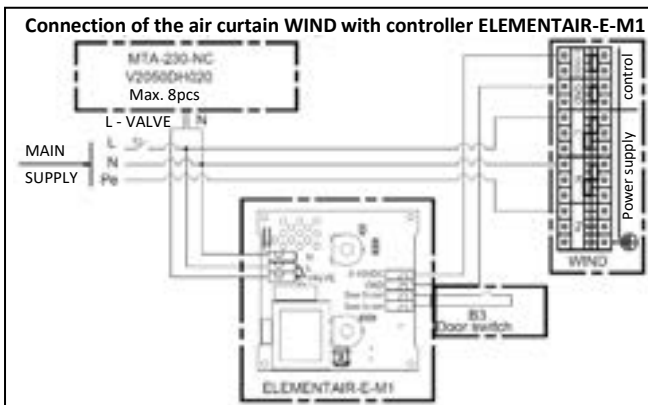 Connection of the air curtain WIND with controller ELEMENTAIR-E-M1
MTA-230-NC
V2050DH020
Max. 8pcs
L - VALVE N
control
MAIN
SUPPLY
L
N
Pe
Power supply
WIND
N
L
VALVE
GND
B3
Door switch
ELEMENTAIR-E-M1